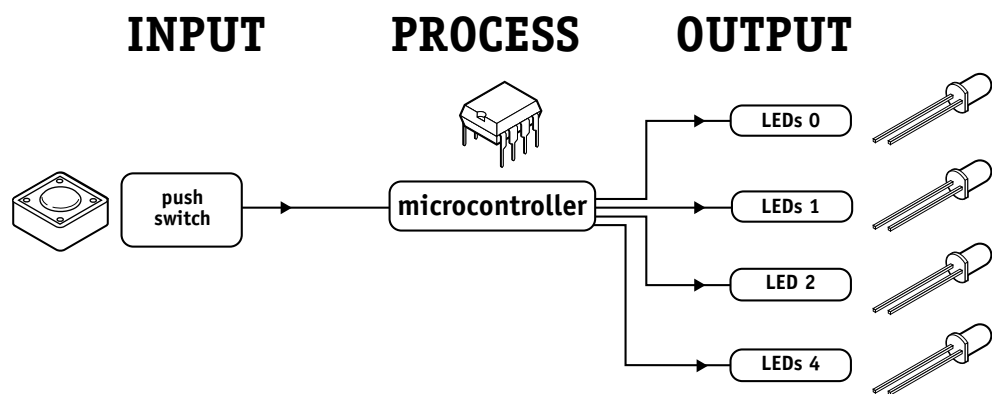 INPUT PROCESS OUTPUT
LEDs 0
push
switch
microcontroller
LEDs 1
LED 2
LEDs 4